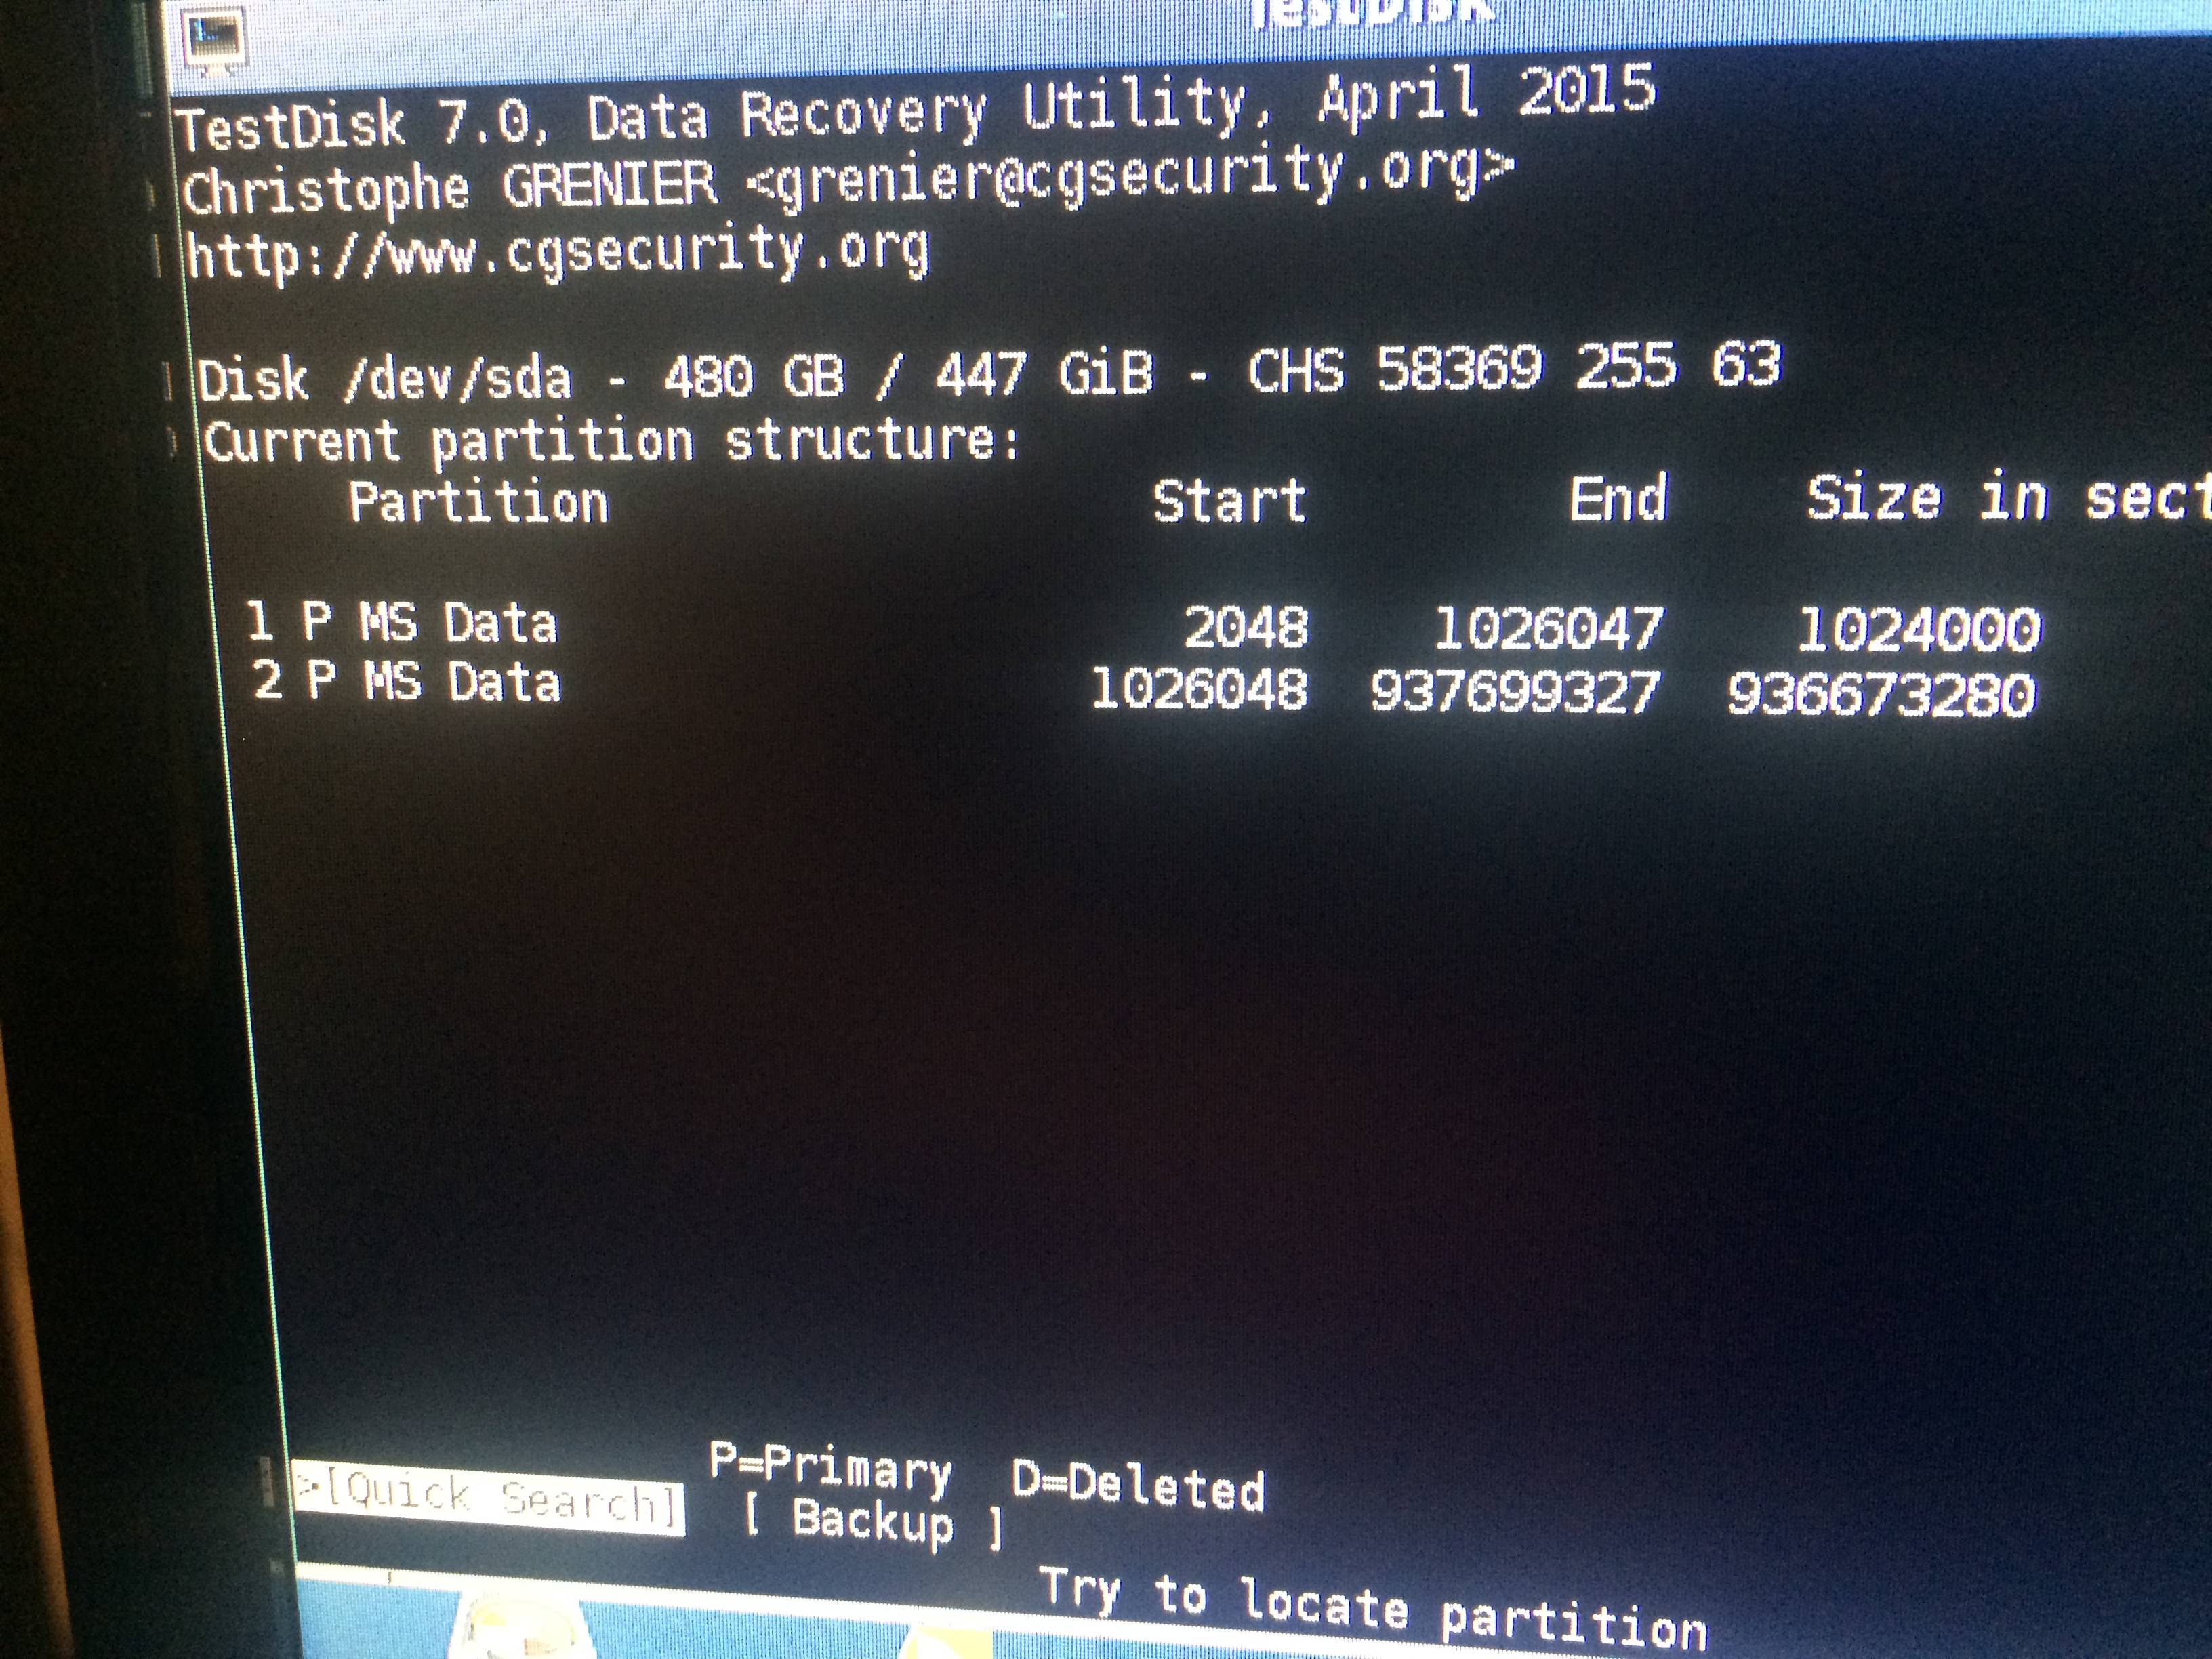 TestDisk
TestDisk 7.0, Data Recovery Utility, April 2015
Christophe GRENIER <grenier@cgsecurity.org>
http://www.cgsecurity.org
Disk /dev/sda - 480 GB / 447 GiB - CHS 58369 255 63
Current partition structure:
Partition Start End Size in sect
1 P MS Data 2048 1026047 1024000
2 P MS Data 1026048 937699327 936673280
P=Primary D=Deleted
>[Quick Search] [ Backup ]
Try to locate partition